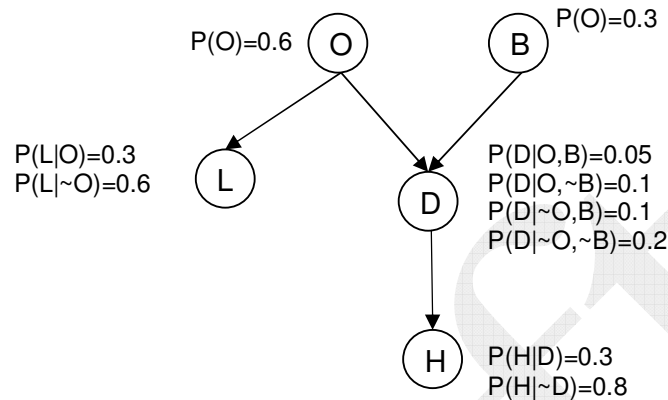 P(O)=0.6
O
B
P(O)=0.3
P(L|O)=0.3
P(L|~O)=0.6
L
D
P(D|O,B)=0.05
P(D|O,~B)=0.1
P(D|~O,B)=0.1
P(D|~O,~B)=0.2
H
P(H|D)=0.3
P(H|~D)=0.8